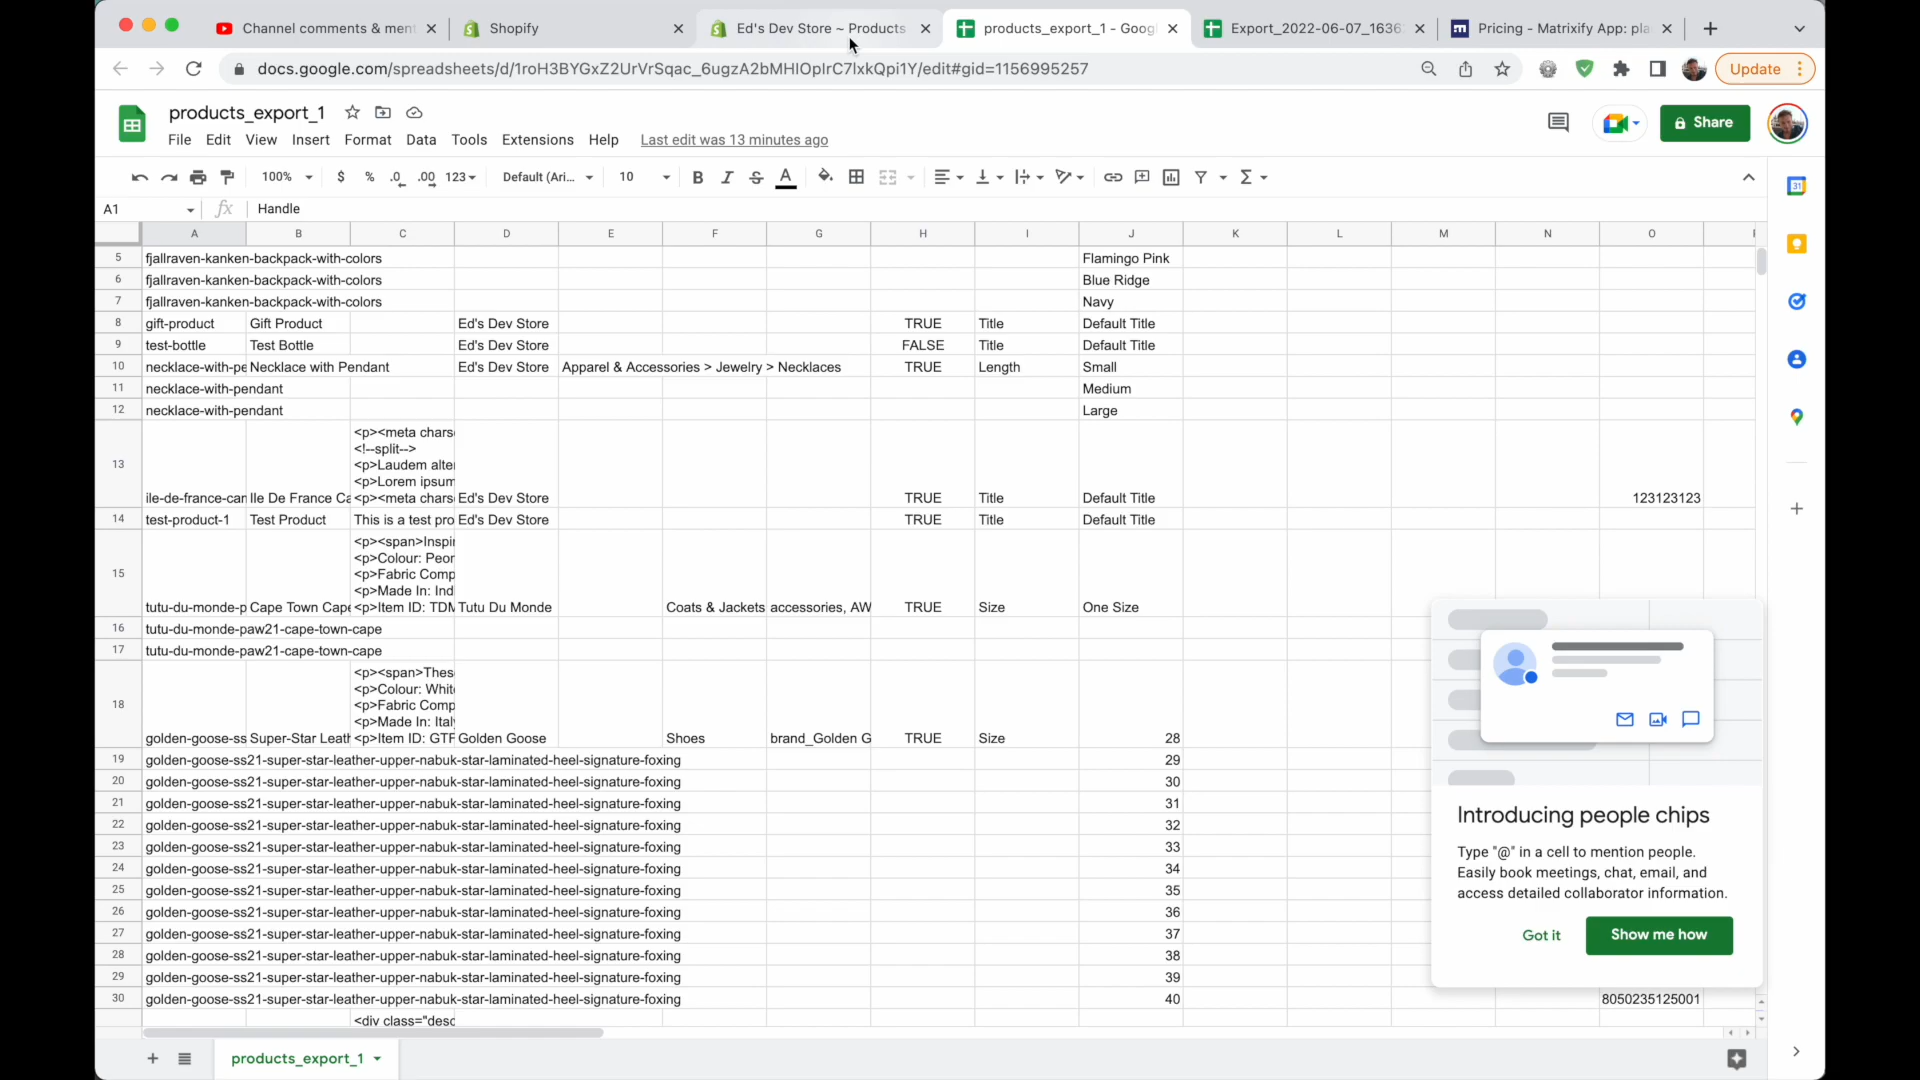 Channel comments & ment
Shopify
Ed's Dev Store ~ Products
products_export_1 - Goog
Export_2022-06-07_1636
Pricing - Matrixify App: pla
docs.google.com/spreadsheets/d/1roH3BYGxZ2UrVrSqac_6ugzA2bMHIOpIrC7lxkQpi1Y/edit#gid=1156995257
Update
products_export_1
File Edit View Insert Format Data Tools Extensions Help Last edit was 13 minutes ago
Share
100% $ % .0 .00 123 Default (Ari... 10 B I S A
A1 fx Handle
A B C D E F G H I J K L M N O
5 fjallraven-kanken-backpack-with-colors Flamingo Pink
6 fjallraven-kanken-backpack-with-colors Blue Ridge
7 fjallraven-kanken-backpack-with-colors Navy
8 gift-product Gift Product Ed's Dev Store TRUE Title Default Title
9 test-bottle Test Bottle Ed's Dev Store FALSE Title Default Title
10 necklace-with-pe Necklace with Pendant Ed's Dev Store Apparel & Accessories > Jewelry > Necklaces TRUE Length Small
11 necklace-with-pendant Medium
12 necklace-with-pendant Large
<p><meta chars
<!--split-->
13 <p>Laudem alte
<p>Lorem ipsum
ile-de-france-car Ile De France Ca <p><meta chars Ed's Dev Store TRUE Title Default Title 123123123
14 test-product-1 Test Product This is a test pro Ed's Dev Store TRUE Title Default Title
<p><span>Inspir
<p>Colour: Peor
15 <p>Fabric Comp
<p>Made In: Ind
tutu-du-monde-p Cape Town Cape <p>Item ID: TDM Tutu Du Monde Coats & Jackets accessories, AW TRUE Size One Size
16 tutu-du-monde-paw21-cape-town-cape
17 tutu-du-monde-paw21-cape-town-cape
<p><span>Thes
<p>Colour: Whit
18 <p>Fabric Comp
<p>Made In: Ital
golden-goose-ss Super-Star Leath <p>Item ID: GTF Golden Goose Shoes brand_Golden G TRUE Size 28
19 golden-goose-ss21-super-star-leather-upper-nabuk-star-laminated-heel-signature-foxing 29
20 golden-goose-ss21-super-star-leather-upper-nabuk-star-laminated-heel-signature-foxing 30
21 golden-goose-ss21-super-star-leather-upper-nabuk-star-laminated-heel-signature-foxing 31
22 golden-goose-ss21-super-star-leather-upper-nabuk-star-laminated-heel-signature-foxing 32
23 golden-goose-ss21-super-star-leather-upper-nabuk-star-laminated-heel-signature-foxing 33
24 golden-goose-ss21-super-star-leather-upper-nabuk-star-laminated-heel-signature-foxing 34
25 golden-goose-ss21-super-star-leather-upper-nabuk-star-laminated-heel-signature-foxing 35
26 golden-goose-ss21-super-star-leather-upper-nabuk-star-laminated-heel-signature-foxing 36
27 golden-goose-ss21-super-star-leather-upper-nabuk-star-laminated-heel-signature-foxing 37
28 golden-goose-ss21-super-star-leather-upper-nabuk-star-laminated-heel-signature-foxing 38
29 golden-goose-ss21-super-star-leather-upper-nabuk-star-laminated-heel-signature-foxing 39
30 golden-goose-ss21-super-star-leather-upper-nabuk-star-laminated-heel-signature-foxing 40 8050235125001
<div class="desc
Introducing people chips
Type "@" in a cell to mention people.
Easily book meetings, chat, email, and
access detailed collaborator information.
Got it
Show me how
31
products_export_1